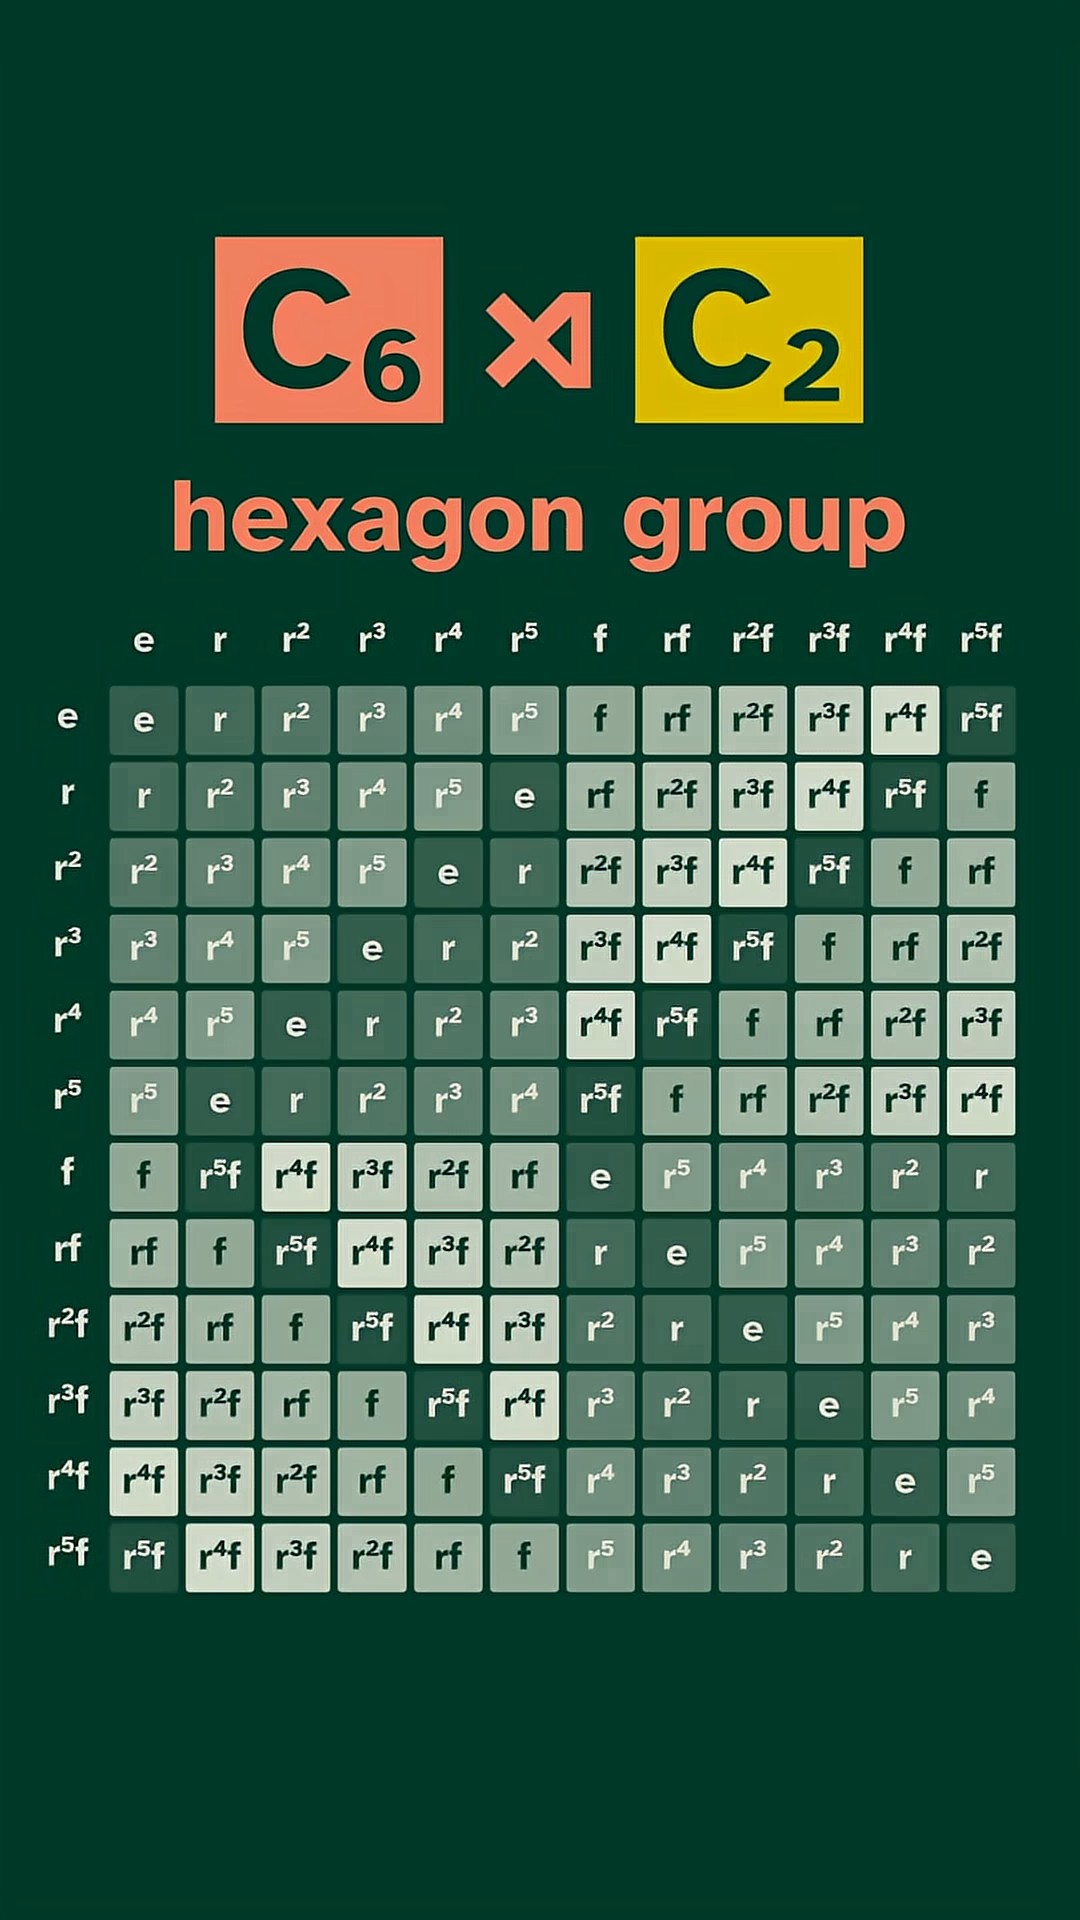 C₆ ⋊ C₂
hexagon group
e r r² r³ r⁴ r⁵ f rf r²f r³f r⁴f r⁵f
e e r r² r³ r⁴ r⁵ f rf r²f r³f r⁴f r⁵f
r r r² r³ r⁴ r⁵ e rf r²f r³f r⁴f r⁵f f
r² r² r³ r⁴ r⁵ e r r²f r³f r⁴f r⁵f f rf
r³ r³ r⁴ r⁵ e r r² r³f r⁴f r⁵f f rf r²f
r⁴ r⁴ r⁵ e r r² r³ r⁴f r⁵f f rf r²f r³f
r⁵ r⁵ e r r² r³ r⁴ r⁵f f rf r²f r³f r⁴f
f f r⁵f r⁴f r³f r²f rf e r⁵ r⁴ r³ r² r
rf rf f r⁵f r⁴f r³f r²f r e r⁵ r⁴ r³ r²
r²f r²f rf f r⁵f r⁴f r³f r² r e r⁵ r⁴ r³
r³f r³f r²f rf f r⁵f r⁴f r³ r² r e r⁵ r⁴
r⁴f r⁴f r³f r²f rf f r⁵f r⁴ r³ r² r e r⁵
r⁵f r⁵f r⁴f r³f r²f rf f r⁵ r⁴ r³ r² r e